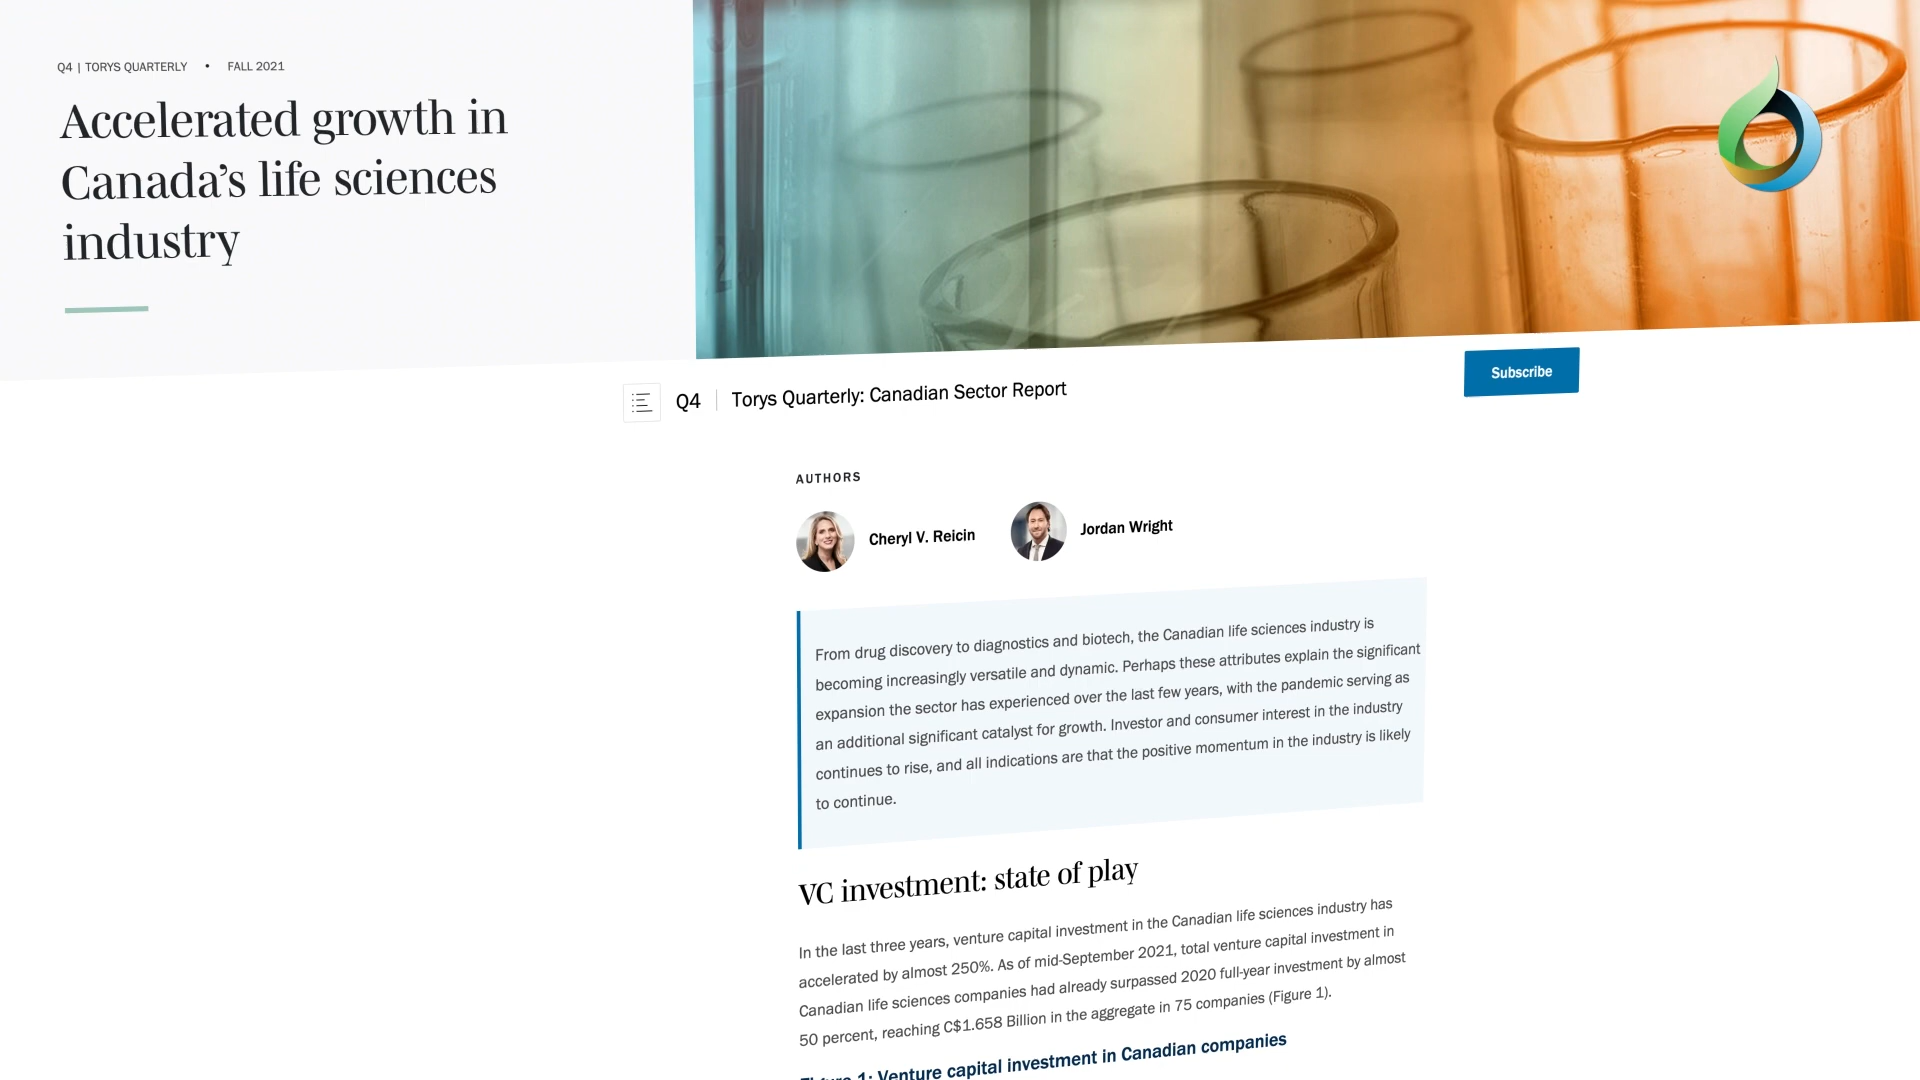 Q4 | TORYS QUARTERLY • FALL 2021
Accelerated growth in
Canada’s life sciences
industry
Q4 | Torys Quarterly: Canadian Sector Report
Subscribe
AUTHORS
Cheryl V. Reicin
Jordan Wright
From drug discovery to diagnostics and biotech, the Canadian life sciences industry is
becoming increasingly versatile and dynamic. Perhaps these attributes explain the significant
expansion the sector has experienced over the last few years, with the pandemic serving as
an additional significant catalyst for growth. Investor and consumer interest in the industry
continues to rise, and all indications are that the positive momentum in the industry is likely
to continue.
VC investment: state of play
In the last three years, venture capital investment in the Canadian life sciences industry has
accelerated by almost 250%. As of mid-September 2021, total venture capital investment in
Canadian life sciences companies had already surpassed 2020 full-year investment by almost
50 percent, reaching C$1.658 Billion in the aggregate in 75 companies (Figure 1).
Figure 1: Venture capital investment in Canadian companies